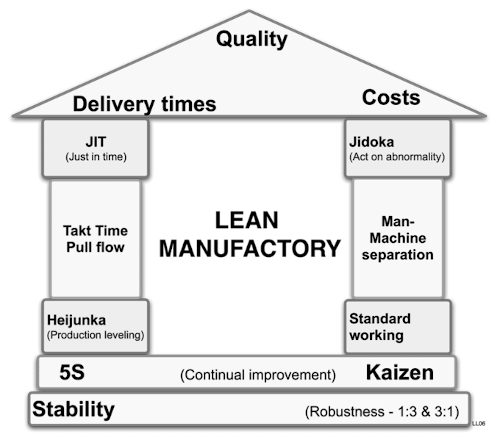 Quality
Delivery times
Costs
JIT
(Just in time)
Jidoka
(Act on abnormality)
Takt Time
Pull flow
LEAN
MANUFACTORY
Man-
Machine
separation
Heijunka
(Production leveling)
Standard
working
5S (Continual improvement) Kaizen
Stability (Robustness - 1:3 & 3:1)
LL06